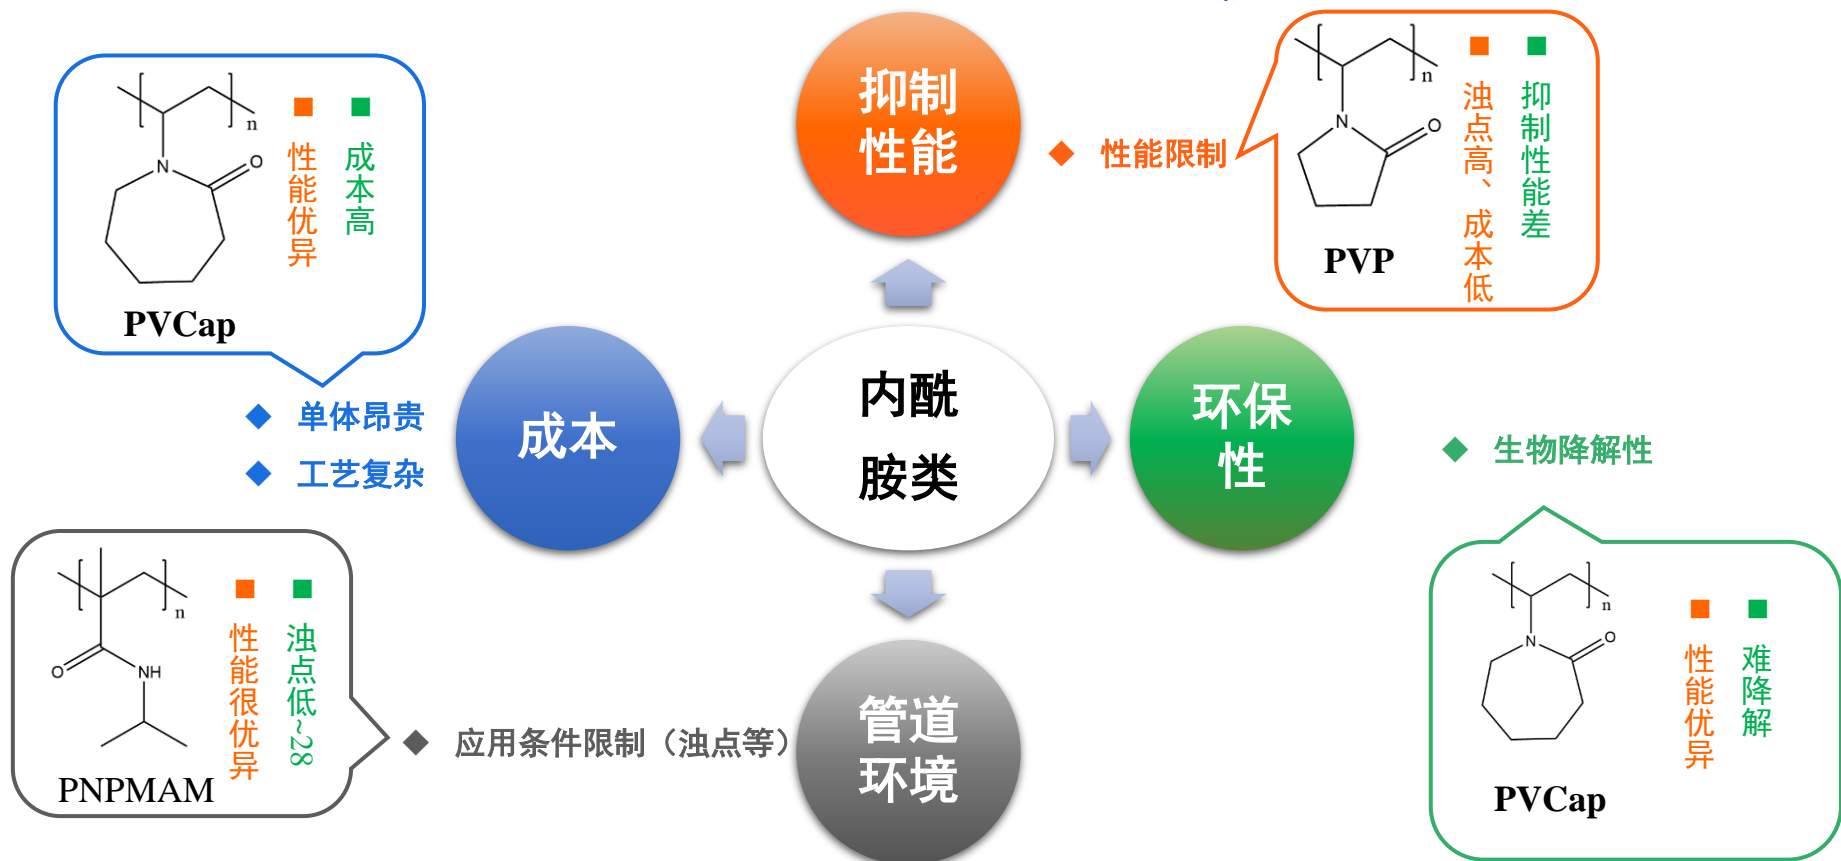 抑制
性能
性能限制
n
N
O
PVP
浊点高、成本低
抑制性能差
n
N
O
PVCap
性能优异
成本高
单体昂贵
工艺复杂
成本
内酰
胺类
环保
性
生物降解性
n
O
NH
PNPMAM
性能很优异
浊点低~28
应用条件限制（浊点等）
管道
环境
n
N
O
PVCap
性能优异
难降解